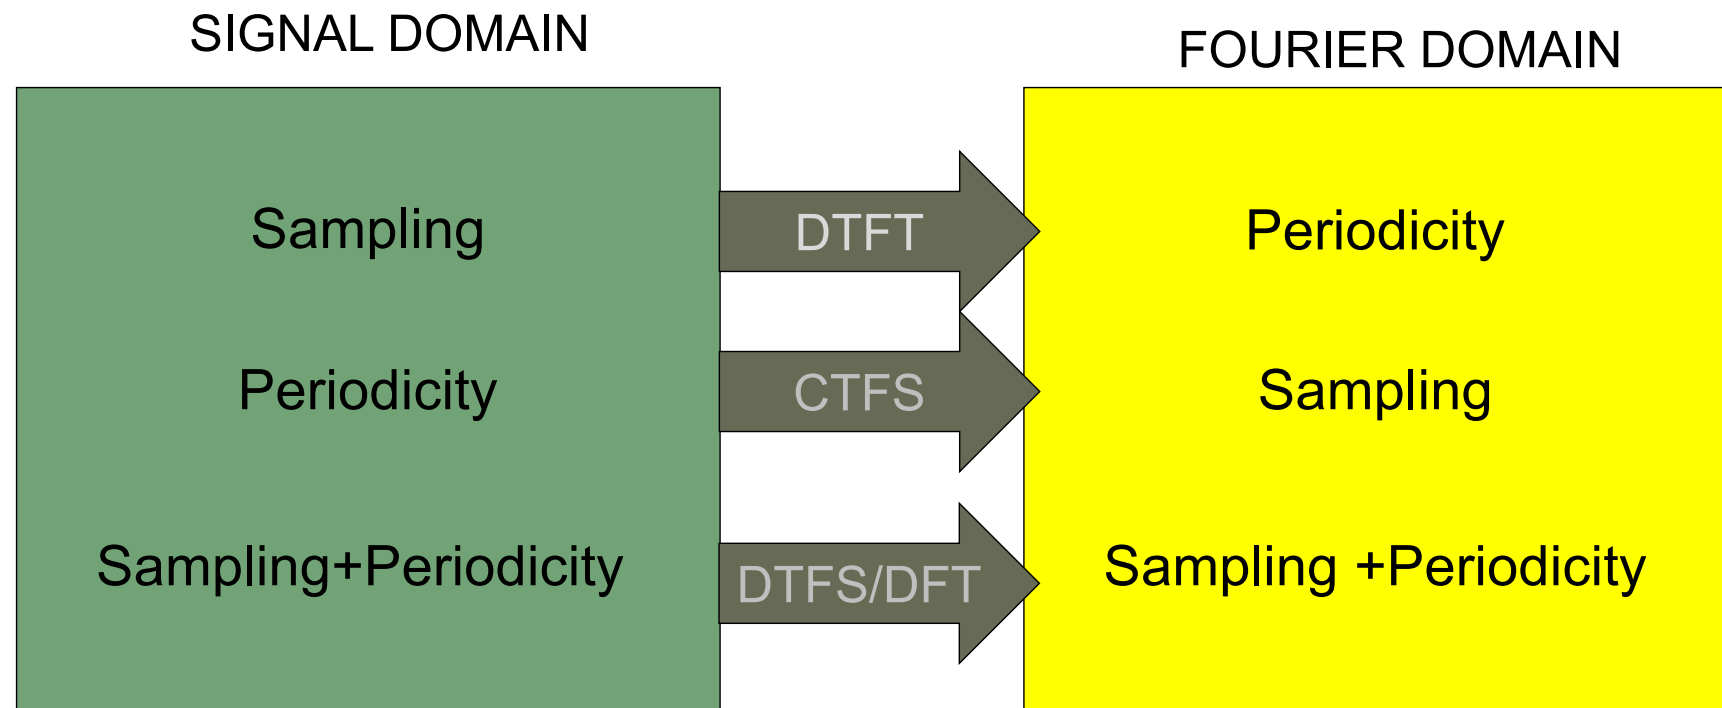 SIGNAL DOMAIN
FOURIER DOMAIN
Sampling
DTFT
Periodicity
Periodicity
CTFS
Sampling
Sampling+Periodicity
DTFS/DFT
Sampling +Periodicity